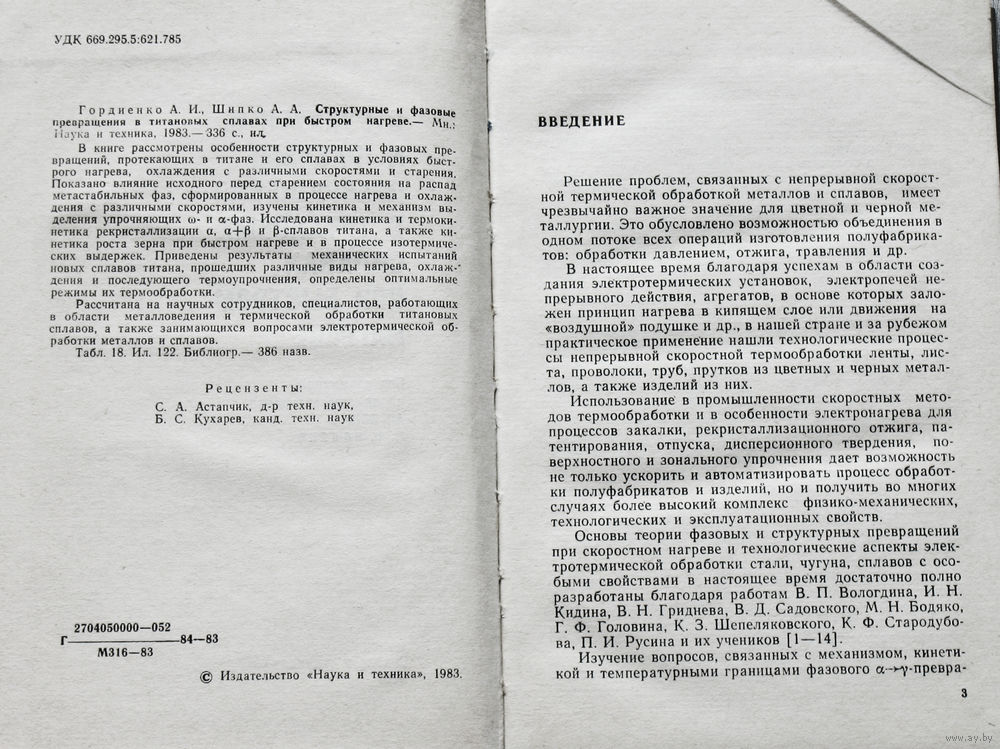 УДК 669.295.5:621.785
Гордиенко А. И., Шипко А. А. Структурные и фазовые
превращения в титановых сплавах при быстром нагреве.— Мн.:
Наука и техника, 1983.— 336 с., ил.
В книге рассмотрены особенности структурных и фазовых пре-
вращений, протекающих в титане и его сплавах в условиях быст-
рого нагрева, охлаждения с различными скоростями и старения.
Показано влияние исходного перед старением состояния на распад
метастабильных фаз, сформированных в процессе нагрева и охлаж-
дения с различными скоростями, изучены кинетика и механизм вы-
деления упрочняющих ω- и α-фаз. Исследована кинетика и термоки-
нетика рекристаллизации α, α+β и β-сплавов титана, а также ки-
нетика роста зерна при быстром нагреве и в процессе изотермиче-
ских выдержек. Приведены результаты механических испытаний
новых сплавов титана, прошедших различные виды нагрева, охлаж-
дения и последующего термоупрочнения, определены оптимальные
режимы их термообработки.
Рассчитана на научных сотрудников, специалистов, работающих
в области металловедения и термической обработки титановых
сплавов, а также занимающихся вопросами электротермической об-
работки металлов и сплавов.
Табл. 18. Ил. 122. Библиогр.— 386 назв.
Рецензенты:
С. А. Астапчик, д-р техн. наук,
Б. С. Кухарев, канд. техн. наук
2704050000—052
Г————————84—83
М316—83
© Издательство «Наука и техника», 1983.
ВВЕДЕНИЕ
Решение проблем, связанных с непрерывной скорост-
ной термической обработкой металлов и сплавов, имеет
чрезвычайно важное значение для цветной и черной ме-
таллургии. Это обусловлено возможностью объединения в
одном потоке всех операций изготовления полуфабрика-
тов: обработки давлением, отжига, травления и др.
В настоящее время благодаря успехам в области соз-
дания электротермических установок, электропечей не-
прерывного действия, агрегатов, в основе которых зало-
жен принцип нагрева в кипящем слое или движения на
«воздушной» подушке и др., в нашей стране и за рубежом
практическое применение нашли технологические процес-
сы непрерывной скоростной термообработки ленты, лис-
та, проволоки, труб, прутков из цветных и черных метал-
лов, а также изделий из них.
Использование в промышленности скоростных мето-
дов термообработки и в особенности электронагрева для
процессов закалки, рекристаллизационного отжига, па-
тентирования, отпуска, дисперсионного твердения, по-
верхностного и зонального упрочнения дает возможность
не только ускорить и автоматизировать процесс обработ-
ки полуфабрикатов и изделий, но и получить во многих
случаях более высокий комплекс физико-механических,
технологических и эксплуатационных свойств.
Основы теории фазовых и структурных превращений
при скоростном нагреве и технологические аспекты элек-
тротермической обработки стали, чугуна, сплавов с осо-
быми свойствами в настоящее время достаточно полно
разработаны благодаря работам В. П. Вологдина, И. Н.
Кидина, В. Н. Гриднева, В. Д. Садовского, М. Н. Бодяко,
Г. Ф. Головина, К. З. Шепеляковского, К. Ф. Стародубо-
ва, П. И. Русина и их учеников [1—14].
Изучение вопросов, связанных с механизмом, кинети-
кой и температурными границами фазового α→γ-превра-
3
www.ay.by